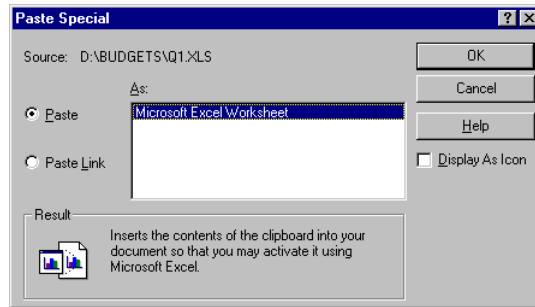 Paste Special
Source: D:\BUDGETS\Q1.XLS
OK
As:
Cancel
Paste
Microsoft Excel Worksheet
Help
Paste Link
Display As Icon
Result
Inserts the contents of the clipboard into your
document so that you may activate it using
Microsoft Excel.